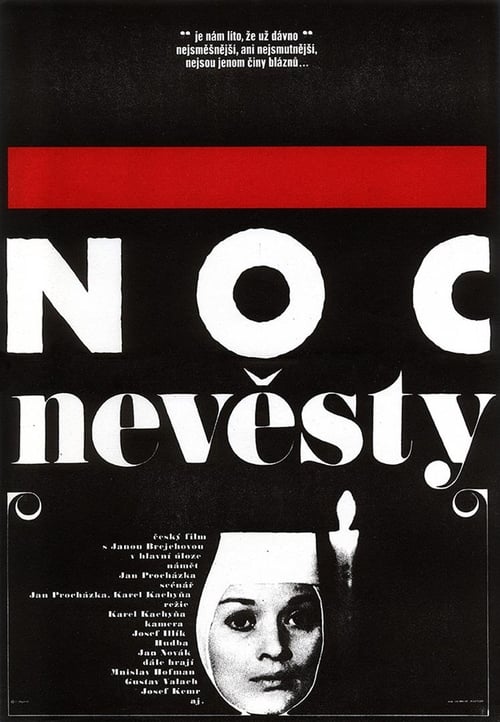 "je nám líto, že už dávno"
nejsměšnější, ani nejsmutnější,
nejsou jenom činy bláznů...
NOC
nevěsty
český film
s Janou Brejchovou
v hlavní úloze
námět
Jan Procházka
scénář
Jan Procházka, Karel Kachyňa
režie
Karel Kachyňa
kamera
Josef Illík
Hudba
Jan Novák
dále hrají
Mnislav Hofman
Gustav Valach
Josef Kemr
aj.